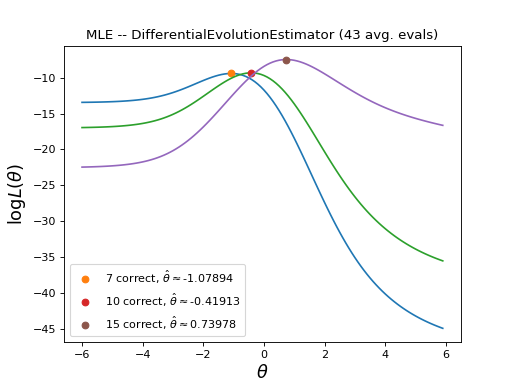 MLE -- DifferentialEvolutionEstimator (43 avg. evals)
logL(θ)
−10
−15
−20
−25
−30
−35
−40
−45
7 correct, θ̂ ≈ -1.07894
10 correct, θ̂ ≈ -0.41913
15 correct, θ̂ ≈ 0.73978
−6 −4 −2 0 2 4 6
θ